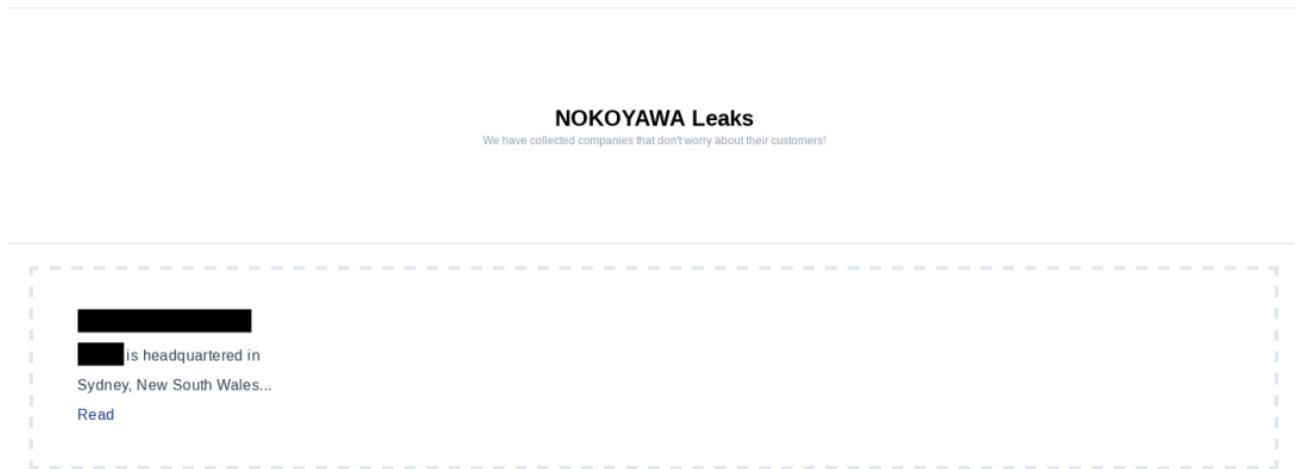 NOKOYAWA Leaks
We have collected companies that don't worry about their customers!
is headquartered in
Sydney, New South Wales...
Read